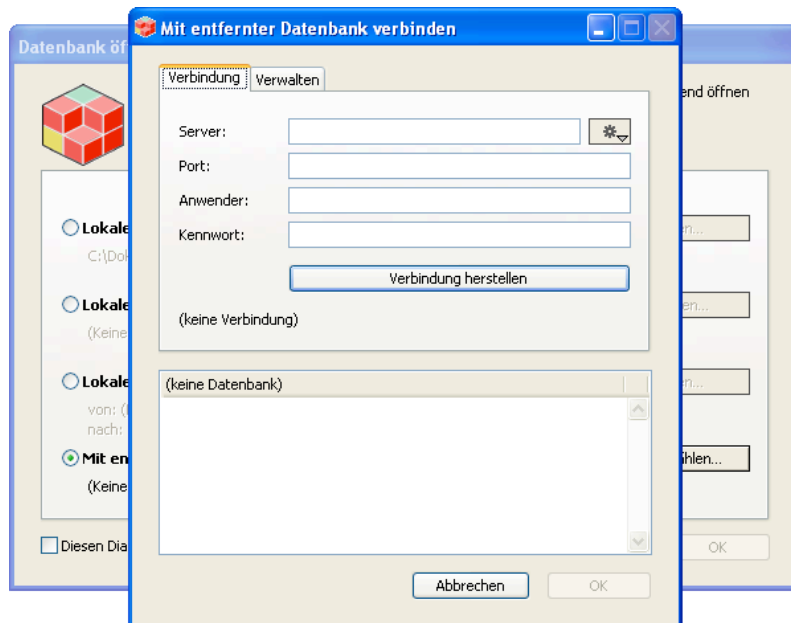 Mit entfernter Datenbank verbinden
Datenbank
Verbindung
Verwalten
end öffnen
Server:
Port:
Anwender:
Kennwort:
Verbindung herstellen
(keine Verbindung)
Lokale
C:\Dok
Lokale
(Keine
Lokale
von:
nach:
Mit en
(Keine
hlen...
(keine Datenbank)
Diesen Dia
OK
Abbrechen
OK